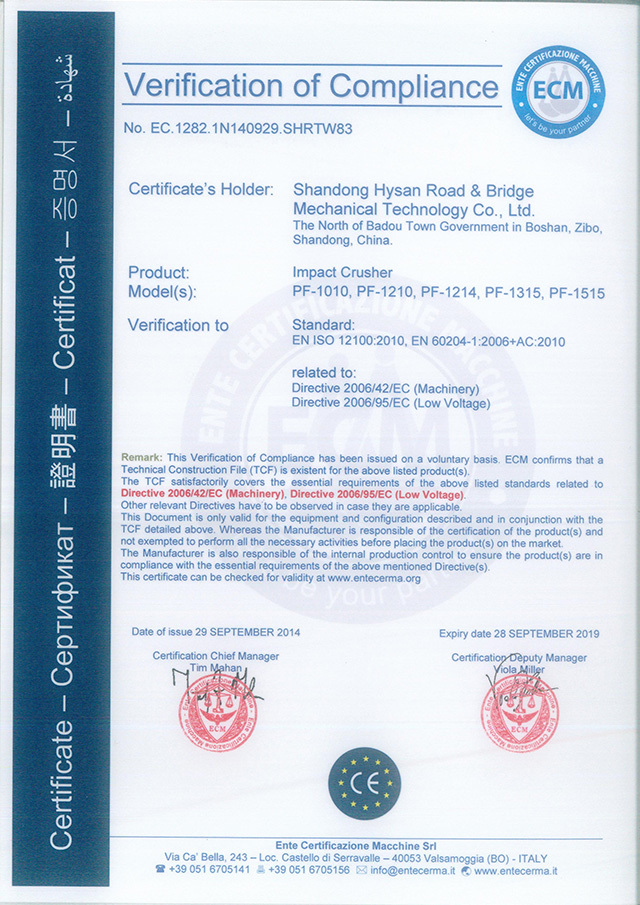 Certificate – Сертификат – 證明書 – Certificat – 증명서 – شهادة
Verification of Compliance
ENTE CERTIFICAZIONE MACCHINE
ECM
let's be your partner
No. EC.1282.1N140929.SHRTW83
Certificate's Holder: Shandong Hysan Road & Bridge
Mechanical Technology Co., Ltd.
The North of Badou Town Government in Boshan, Zibo,
Shandong, China.
Product: Impact Crusher
Model(s): PF-1010, PF-1210, PF-1214, PF-1315, PF-1515
Verification to Standard:
EN ISO 12100:2010, EN 60204-1:2006+AC:2010
related to:
Directive 2006/42/EC (Machinery)
Directive 2006/95/EC (Low Voltage)
ENTE CERTIFICAZIONE MACCHINE
ECM
be your partner
Remark: This Verification of Compliance has been issued on a voluntary basis. ECM confirms that a
Technical Construction File (TCF) is existent for the above listed product(s).
The TCF satisfactorily covers the essential requirements of the above listed standards related to
Directive 2006/42/EC (Machinery), Directive 2006/95/EC (Low Voltage).
Other relevant Directives have to be observed in case they are applicable.
This Document is only valid for the equipment and configuration described and in conjunction with the
TCF detailed above. Whereas the Manufacturer is responsible of the certification of the product(s) and
not exempted to perform all the necessary activities before placing the product(s) on the market.
The Manufacturer is also responsible of the internal production control to ensure the product(s) are in
compliance with the essential requirements of the above mentioned Directive(s).
This certificate can be checked for validity at www.entecerma.org
Date of issue 29 SEPTEMBER 2014 Expiry date 28 SEPTEMBER 2019
Certification Chief Manager Certification Deputy Manager
Tim Mahan Viola Miller
ECM ECM
CE
Ente Certificazione Macchine Srl
Via Ca' Bella, 243 – Loc. Castello di Serravalle – 40053 Valsamoggia (BO) - ITALY
☎ +39 051 6705141 +39 051 6705156 ✉ info@entecerma.it www.entecerma.it